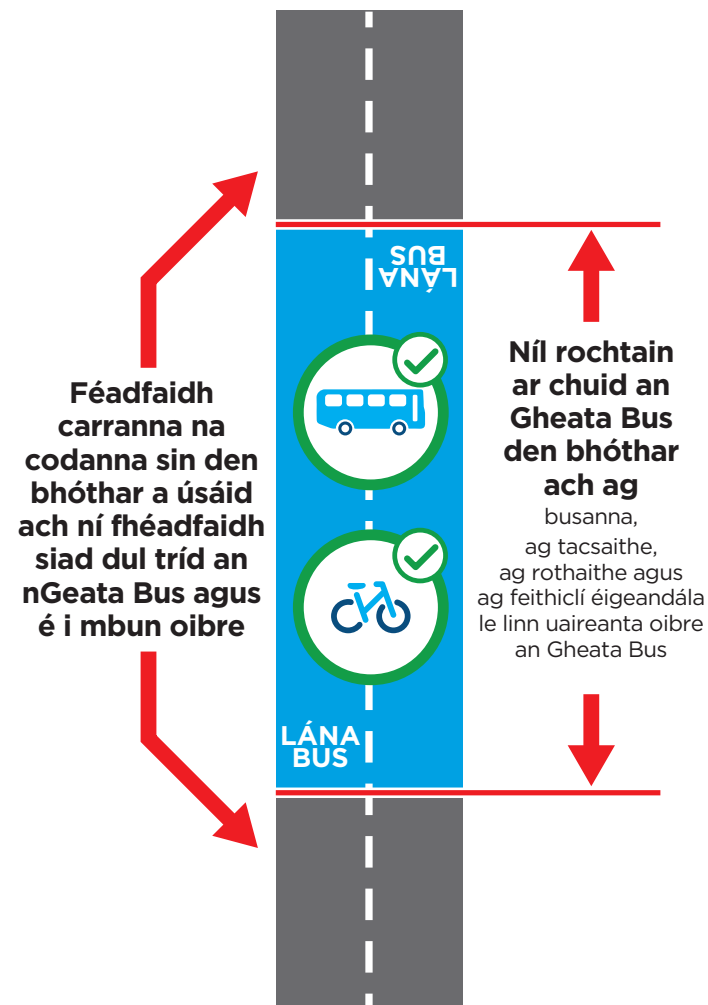 LÁNA
BUS
Féadfaidh
carranna na
codanna sin den
bhóthar a úsáid
ach ní fhéadfaidh
siad dul tríd an
nGeata Bus agus
é i mbun oibre
Níl rochtain
ar chuid an
Gheata Bus
den bhóthar
ach ag
busanna,
ag tacsaithe,
ag rothaithe agus
ag feithiclí éigeandála
le linn uaireanta oibre
an Gheata Bus
LÁNA
BUS